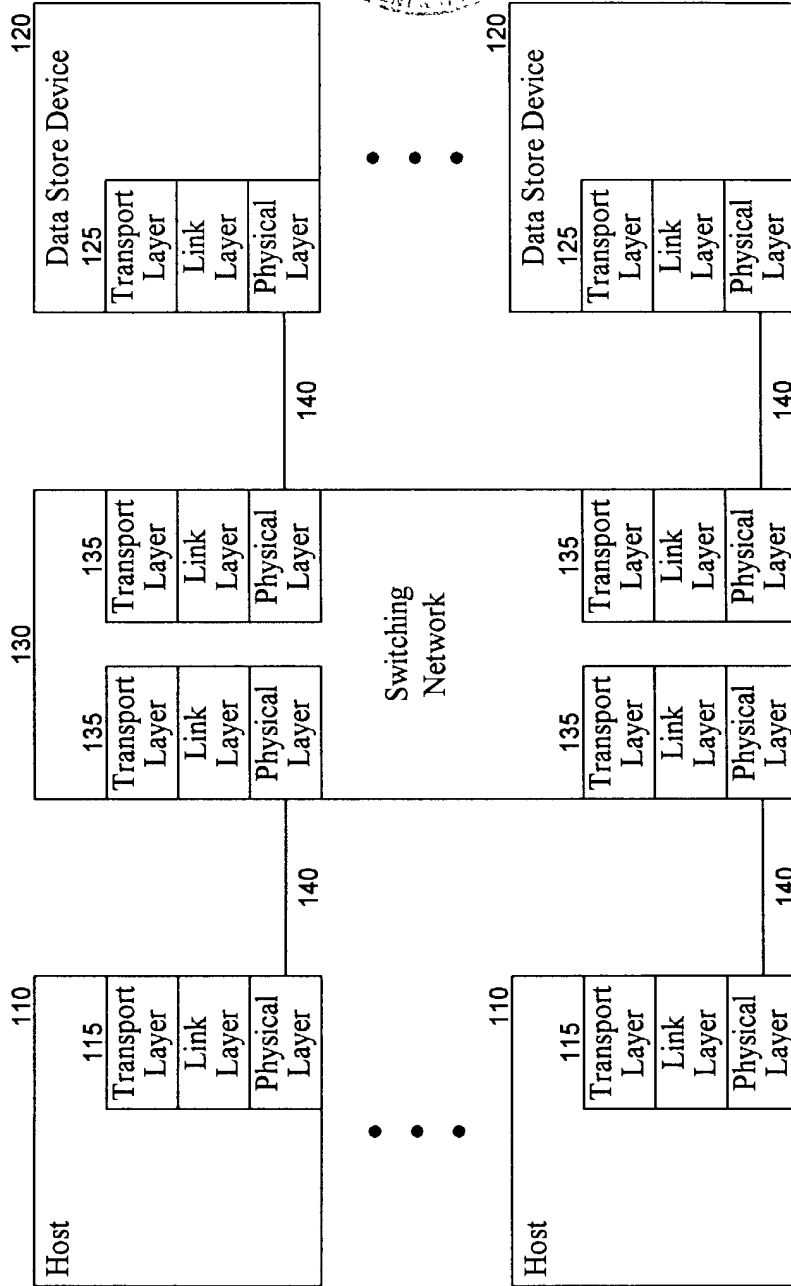 120
Data Store Device
125
Transport
Layer
Link
Layer
Physical
Layer
120
Data Store Device
125
Transport
Layer
Link
Layer
Physical
Layer
140
140
130
135
Transport
Layer
Link
Layer
Physical
Layer
135
Transport
Layer
Link
Layer
Physical
Layer
Switching
Network
135
Transport
Layer
Link
Layer
Physical
Layer
135
Transport
Layer
Link
Layer
Physical
Layer
140
140
110
115
Transport
Layer
Link
Layer
Physical
Layer
Host
110
115
Transport
Layer
Link
Layer
Physical
Layer
Host